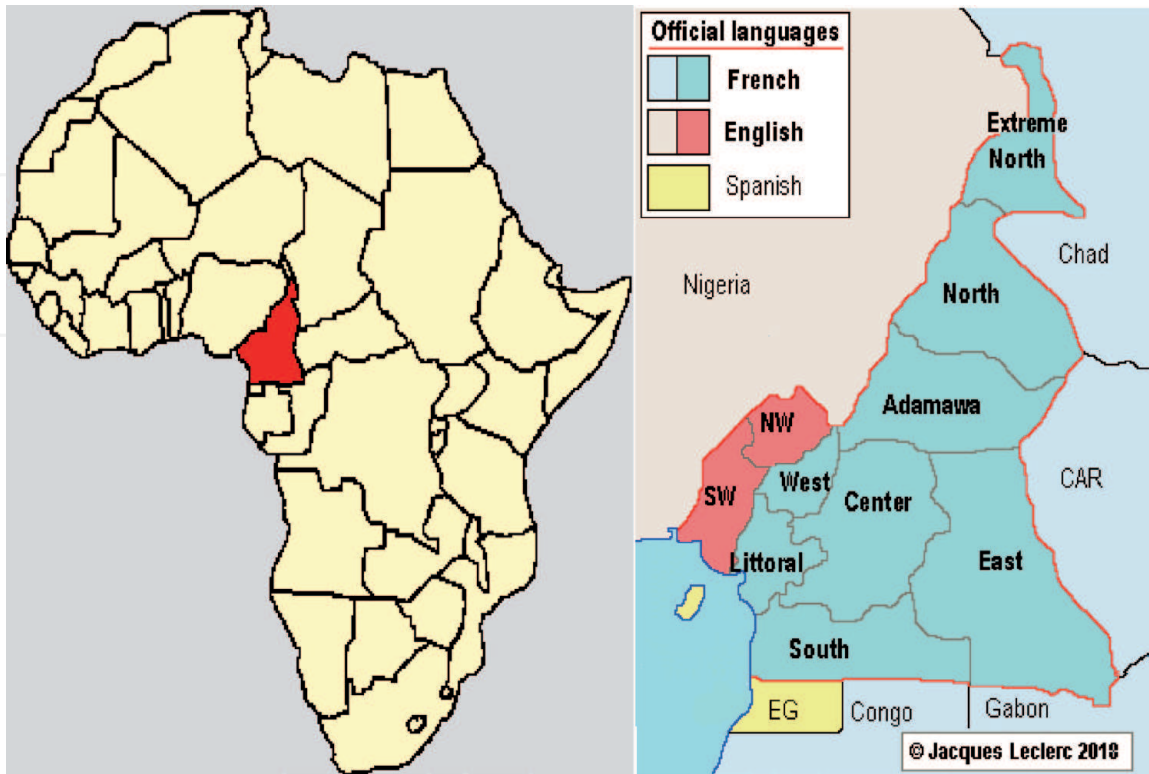 Official languages
French
English
Spanish
Extreme
North
Chad
Nigeria
North
Adamawa
NW
CAR
West
SW
Center
Littoral
East
South
EG
Congo
Gabon
© Jacques Leclerc 2018